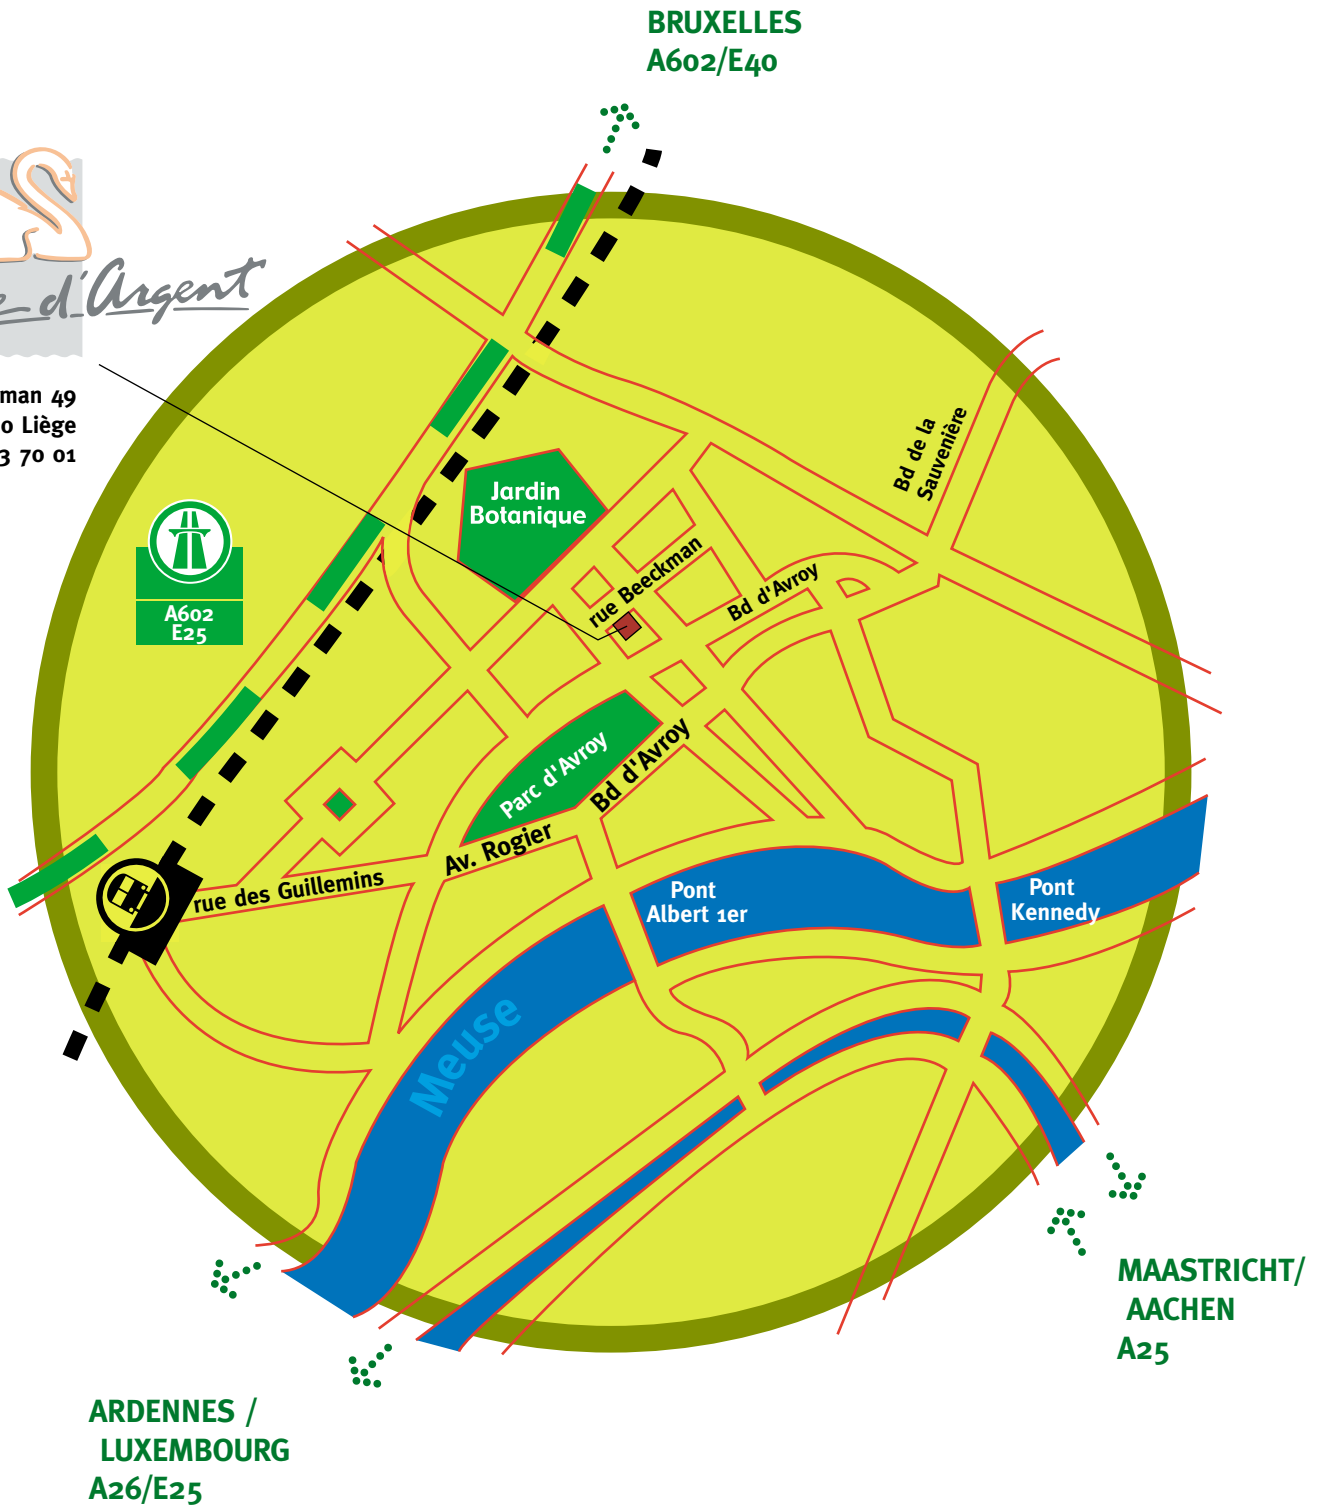 BRUXELLES
A602/E40
d'Argent
man 49
Liège
3 70 01
Bd de la
Sauvenière
Jardin
Botanique
A602
E25
rue Beeckman
Bd d'Avroy
Parc d'Avroy
Bd d'Avroy
Av. Rogier
rue des Guillemins
Pont
Albert 1er
Pont
Kennedy
Meuse
MAASTRICHT/
AACHEN
A25
ARDENNES /
LUXEMBOURG
A26/E25